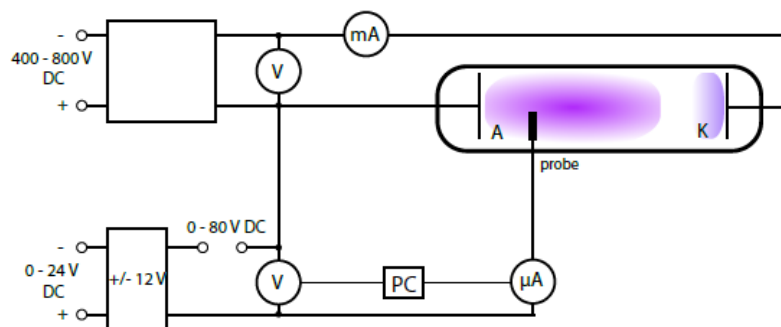 -
400 - 800 V
DC
+
V
mA
A
K
probe
0 - 80 V DC
-
0 - 24 V
DC
+
+/- 12 V
V
PC
µA